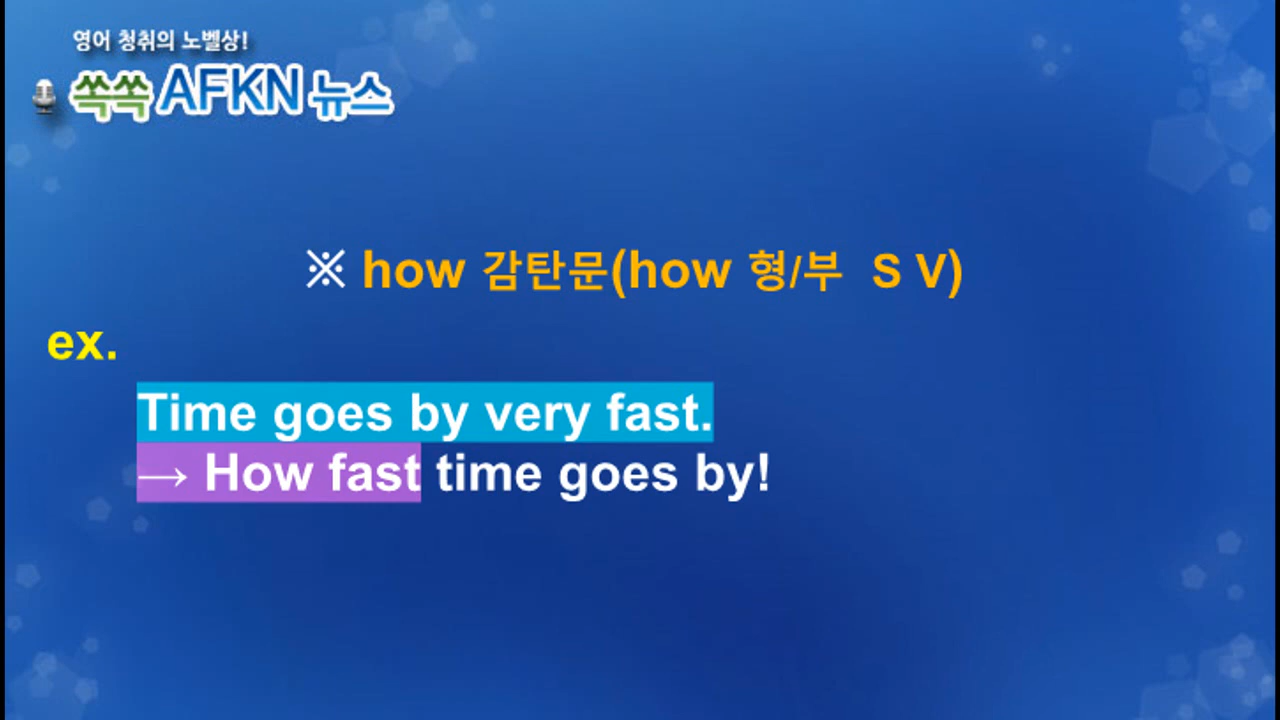 영어 청취의 노벨상!
쏙쏙 AFKN 뉴스
※ how 감탄문(how 형/부 S V)
ex.
Time goes by very fast.
→ How fast time goes by!